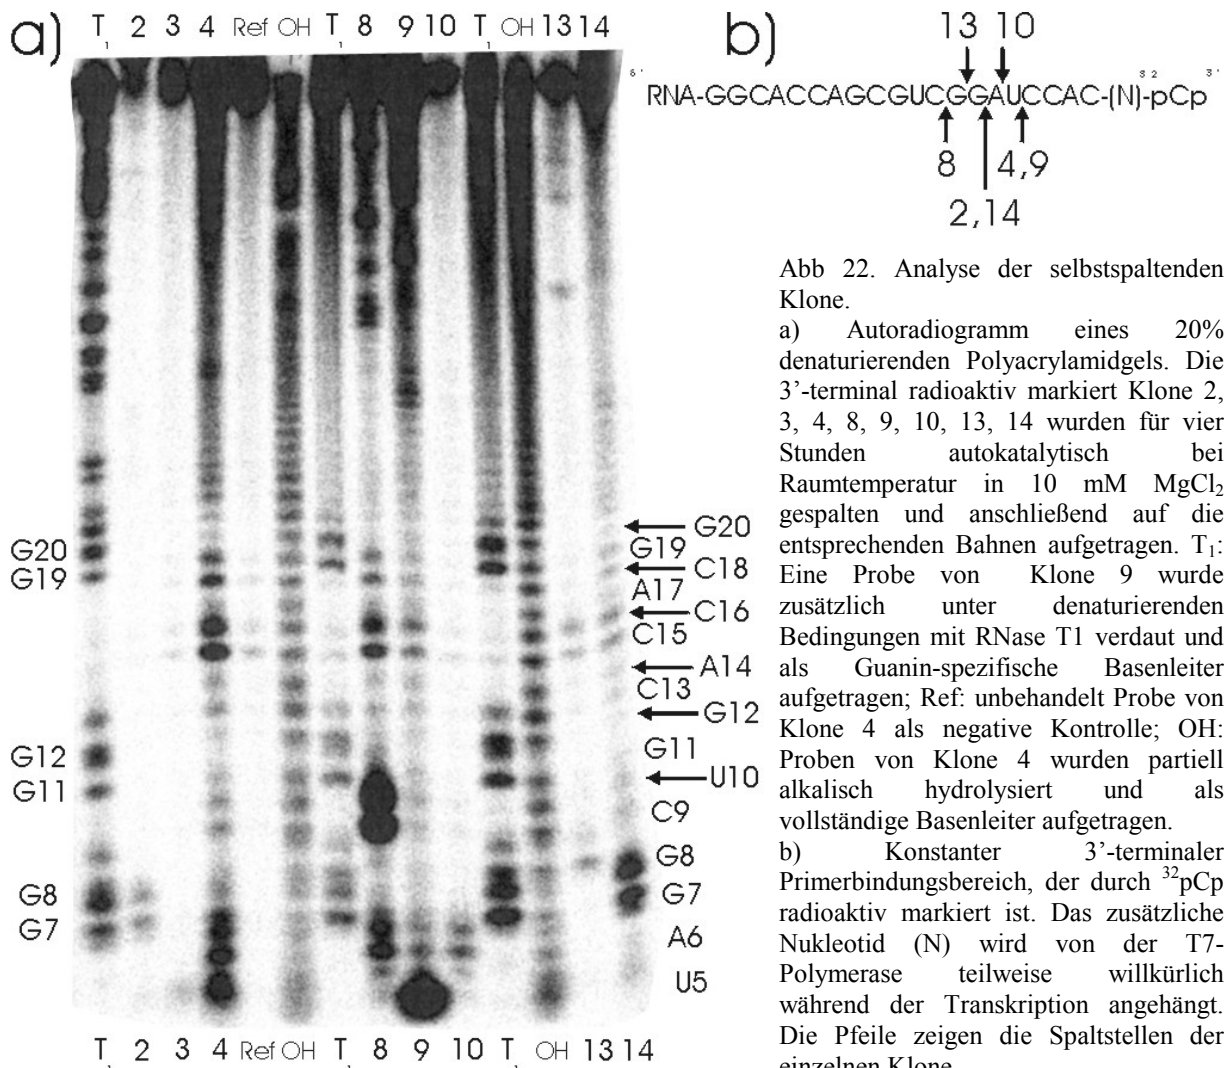 a)
T1 2 3 4 Ref OH T1 8 9 10 T1 OH 13 14
G20
G19
G12
G11
G8
G7
G20
G19
C18
A17
C16
C15
A14
C13
G12
G11
U10
C9
G8
G7
A6
U5
T1 2 3 4 Ref OH T1 8 9 10 T1 OH 13 14
b)
13 10
5' 32 3'
RNA-GGCACCAGCGUCGGAUCCAC-(N)-pCp
8 4,9
2,14
Abb 22. Analyse der selbstspaltenden
Klone.
a) Autoradiogramm eines 20%
denaturierenden Polyacrylamidgels. Die
3’-terminal radioaktiv markiert Klone 2,
3, 4, 8, 9, 10, 13, 14 wurden für vier
Stunden autokatalytisch bei
Raumtemperatur in 10 mM MgCl2
gespalten und anschließend auf die
entsprechenden Bahnen aufgetragen. T1:
Eine Probe von Klone 9 wurde
zusätzlich unter denaturierenden
Bedingungen mit RNase T1 verdaut und
als Guanin-spezifische Basenleiter
aufgetragen; Ref: unbehandelt Probe von
Klone 4 als negative Kontrolle; OH:
Proben von Klone 4 wurden partiell
alkalisch hydrolysiert und als
vollständige Basenleiter aufgetragen.
b) Konstanter 3’-terminaler
Primerbindungsbereich, der durch 32pCp
radioaktiv markiert ist. Das zusätzliche
Nukleotid (N) wird von der T7-
Polymerase teilweise willkürlich
während der Transkription angehängt.
Die Pfeile zeigen die Spaltstellen der
einzelnen Klone